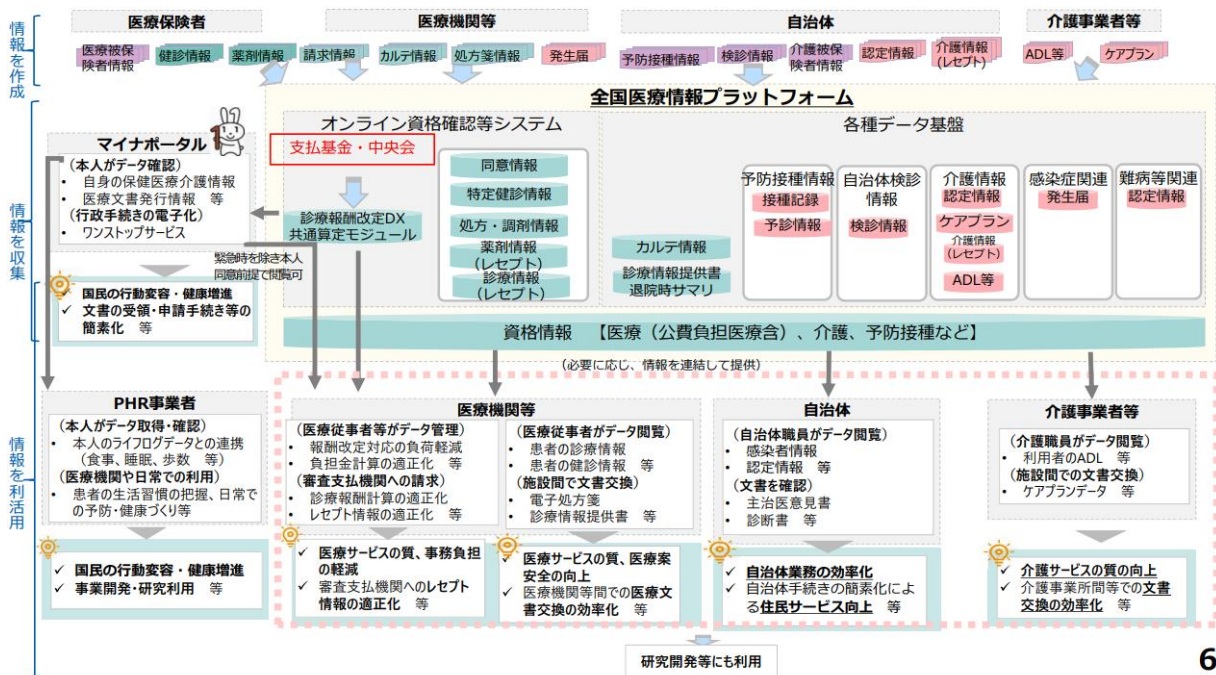 情報を作成
医療保険者
医療機関等
自治体
介護事業者等
医療被保
険者情報
健診情報
薬剤情報
請求情報
カルテ情報
処方箋情報
発生届
予防接種情報
検診情報
介護被保
険者情報
認定情報
介護情報
(レセプト)
ADL等
ケアプラン
情報を収集
全国医療情報プラットフォーム
マイナポータル
(本人がデータ確認)
• 自身の保健医療介護情報
• 医療文書発行情報 等
(行政手続きの電子化)
• ワンストップサービス
✓ 国民の行動変容・健康増進
✓ 文書の受領・申請手続き等の
簡素化 等
オンライン資格確認等システム
支払基金・中央会
診療報酬改定DX
共通算定モジュール
緊急時を除き本人
同意前提で閲覧可
同意情報
特定健診情報
処方・調剤情報
薬剤情報
(レセプト)
診療情報
(レセプト)
各種データ基盤
カルテ情報
診療情報提供書
退院時サマリ
予防接種情報
接種記録
予診情報
自治体検診
情報
検診情報
介護情報
認定情報
ケアプラン
介護情報
(レセプト)
ADL等
感染症関連
発生届
難病等関連
認定情報
資格情報 【医療(公費負担医療含)、介護、予防接種など】
(必要に応じ、情報を連結して提供)
情報を利活用
PHR事業者
(本人がデータ取得・確認)
• 本人のライフログデータとの連携
(食事、睡眠、歩数 等)
(医療機関や日常での利用)
• 患者の生活習慣の把握、日常で
の予防・健康づくり等
✓ 国民の行動変容・健康増進
✓ 事業開発・研究利用 等
医療機関等
(医療従事者等がデータ管理)
• 報酬改定対応の負荷軽減
• 負担金計算の適正化 等
(審査支払機関への請求)
• 診療報酬計算の適正化
• レセプト情報の適正化 等
✓ 医療サービスの質、事務負担
の軽減
✓ 審査支払機関へのレセプト
情報の適正化 等
(医療従事者がデータ閲覧)
• 患者の診療情報
• 患者の健診情報 等
(施設間で文書交換)
• 電子処方箋
• 診療情報提供書 等
✓ 医療サービスの質、医療案
安全の向上
✓ 医療機関等間での医療文
書交換の効率化 等
自治体
(自治体職員がデータ閲覧)
• 感染者情報
• 認定情報 等
(文書を確認)
• 主治医意見書
• 診断書 等
✓ 自治体業務の効率化
✓ 自治体手続きの簡素化によ
る住民サービス向上 等
介護事業者等
(介護職員がデータ閲覧)
• 利用者のADL 等
(施設間での文書交換)
• ケアプランデータ 等
✓ 介護サービスの質の向上
✓ 介護事業所間等での文書
交換の効率化 等
研究開発等にも利用
6